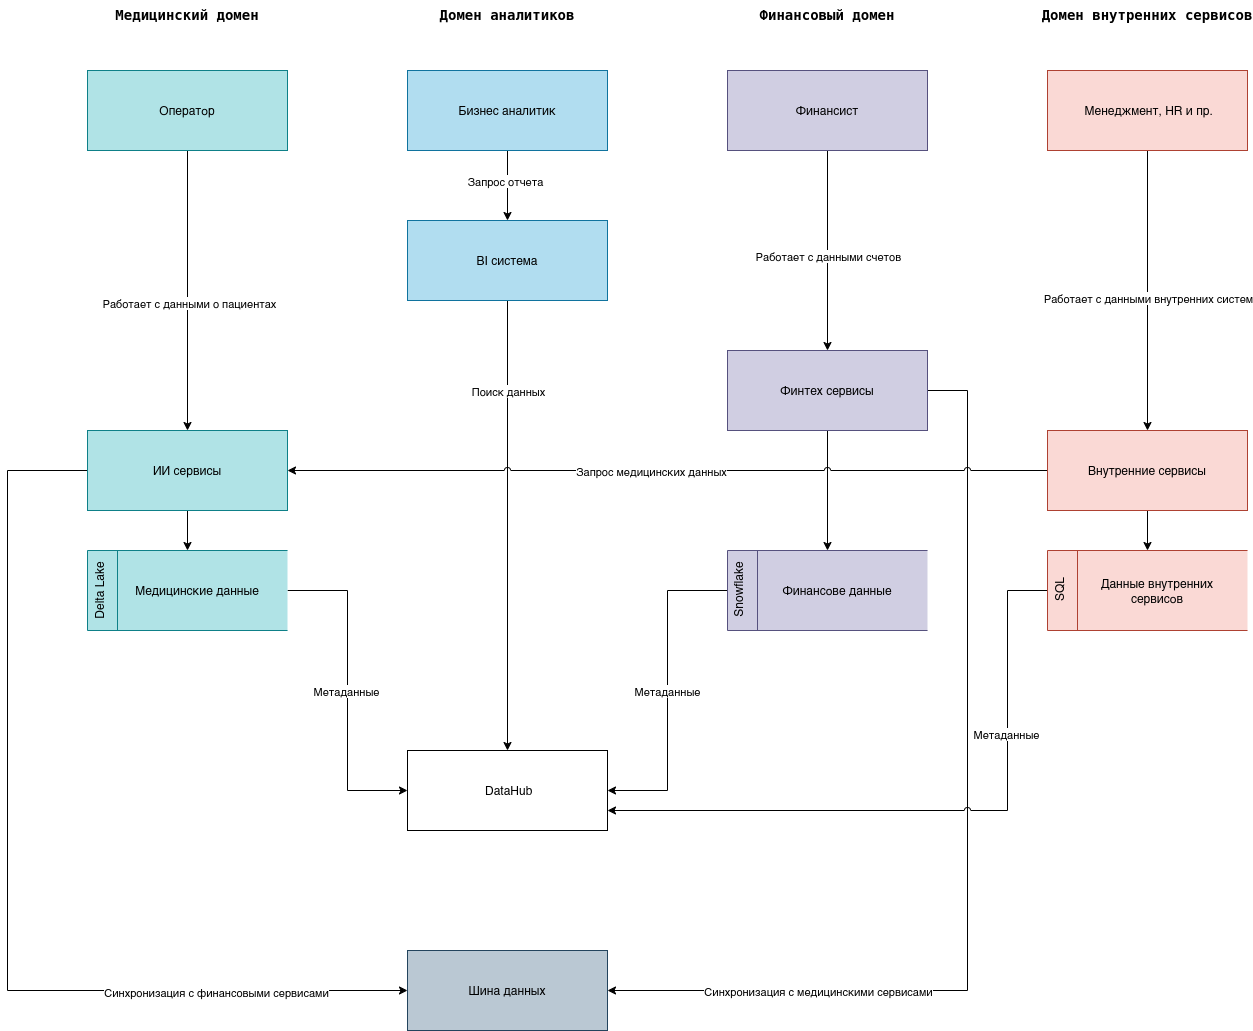 Медицинский домен
Домен аналитиков
Финансовый домен
Домен внутренних сервисов
Оператор
Бизнес аналитик
Финансист
Менеджмент, HR и пр.
Запрос отчета
BI система
Работает с данными счетов
Работает с данными о пациентах
Работает с данными внутренних систем
Поиск данных
Финтех сервисы
ИИ сервисы
Запрос медицинских данных
Внутренние сервисы
Delta Lake
Медицинские данные
Snowflake
Финансове данные
SQL
Данные внутренних
сервисов
Метаданные
Метаданные
Метаданные
DataHub
Синхронизация с финансовыми сервисами
Шина данных
Синхронизация с медицинскими сервисами